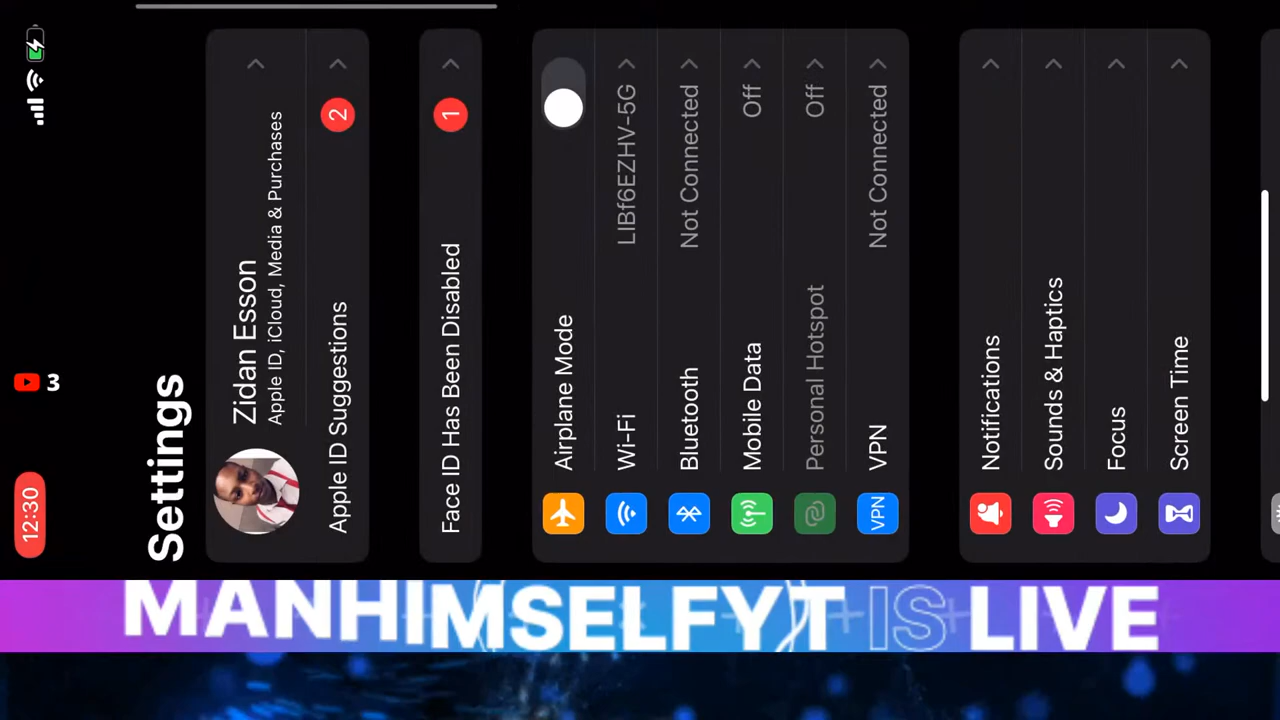 12:30
3
Settings
Zidan Esson
Apple ID, iCloud, Media & Purchases
Apple ID Suggestions 2
Face ID Has Been Disabled 1
Airplane Mode
Wi-Fi LIBf6EZHV-5G
Bluetooth Not Connected
Mobile Data Off
Personal Hotspot Off
VPN VPN Not Connected
Notifications
Sounds & Haptics
Focus
Screen Time
MANHIMSELFYT IS LIVE